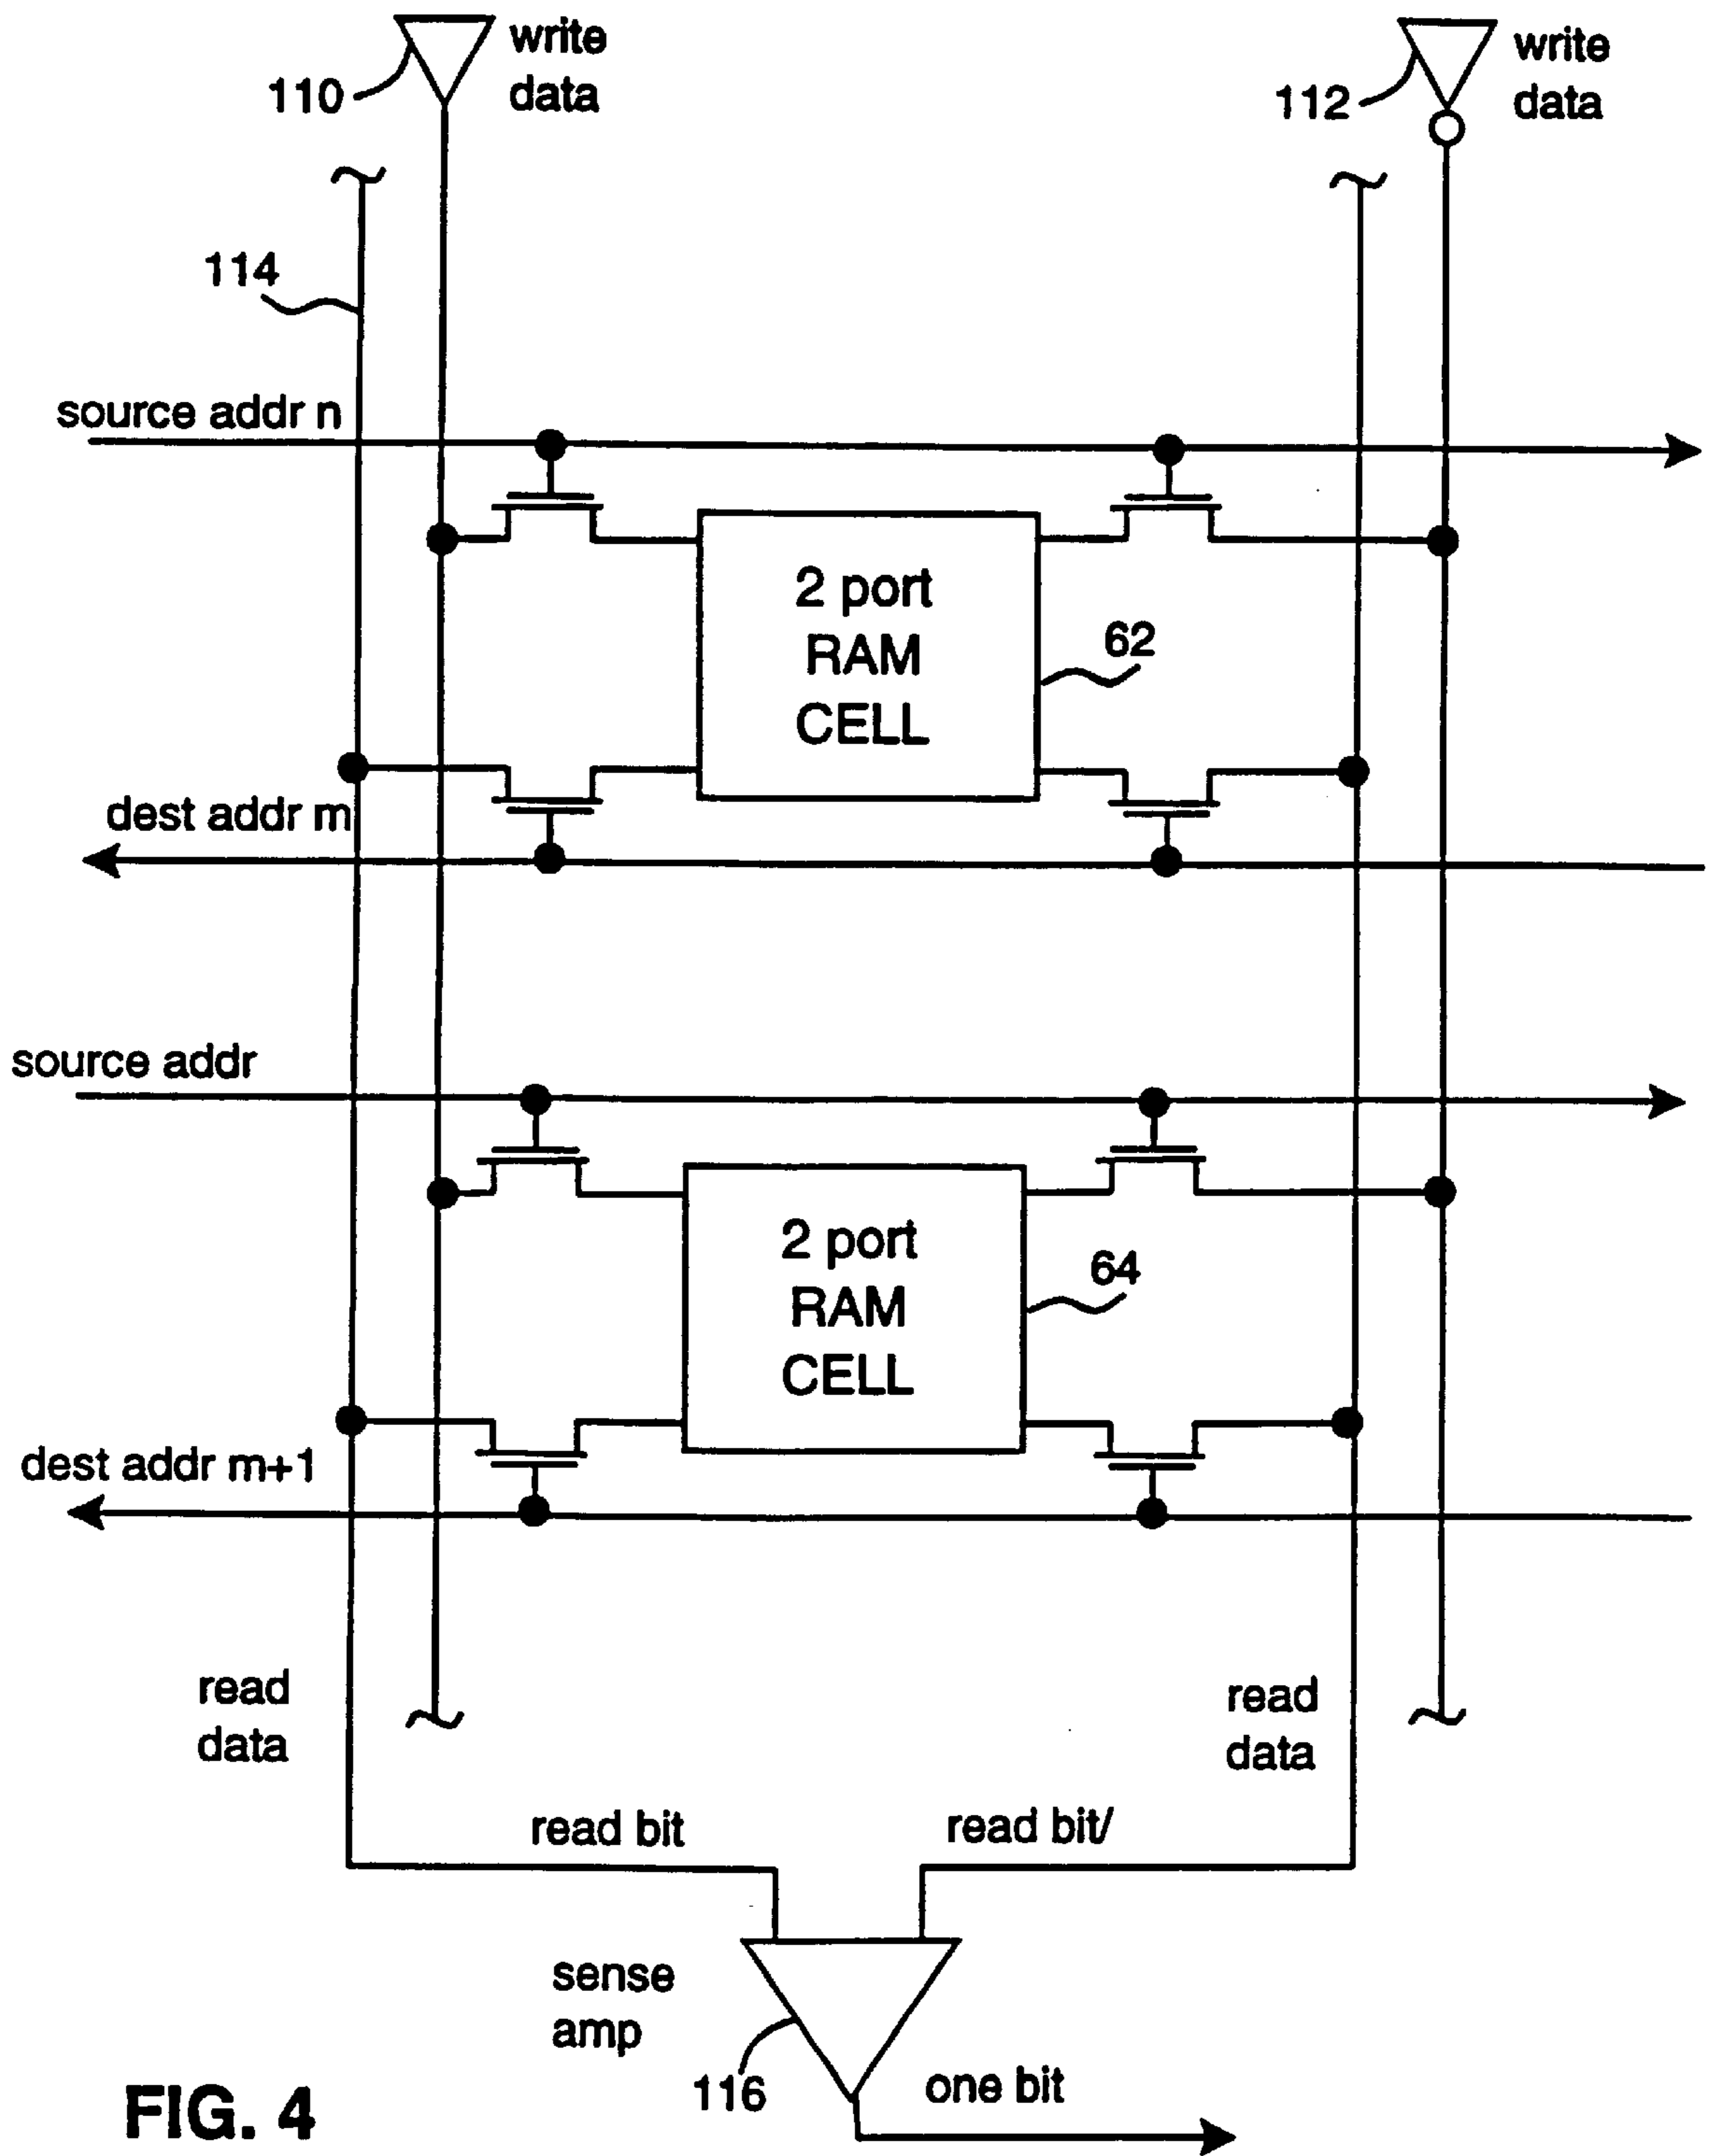 write
data
110
write
data
112
114
source addr n
2 port
RAM
CELL
62
dest addr m
source addr
2 port
RAM
CELL
64
dest addr m+1
read
data
read
data
read bit
read bit/
sense
amp
116
one bit
FIG. 4